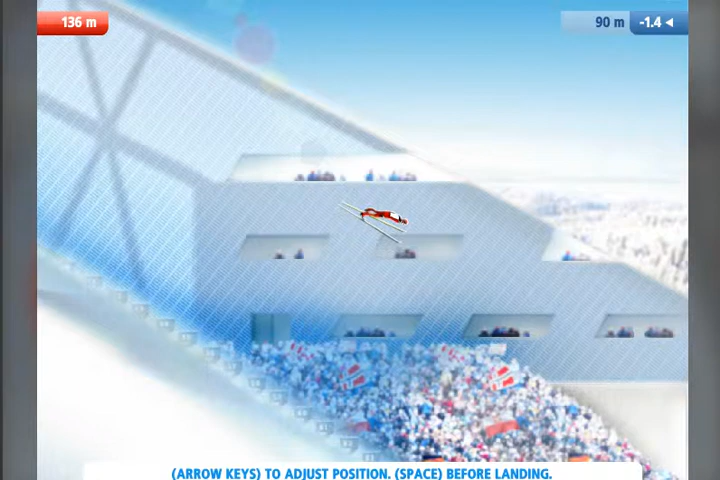 136 m
90 m
-1.4
(ARROW KEYS) TO ADJUST POSITION. (SPACE) BEFORE LANDING.